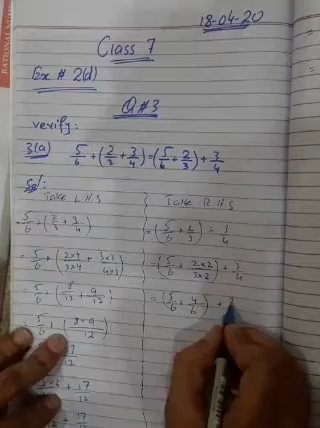 18-04-20
Class 7
Ex # 2(d)
Q #3
verify:
3(a) 5/6 + (2/3 + 3/4) = (5/6 + 2/3) + 3/4
Sol:
Take L.H.S
= 5/6 + (2/3 + 3/4)
= 5/6 + (2×4/3×4 + 3×3/4×3)
= 5/6 + (8/12 + 9/12)
= 5/6 + (8+9/12)
17/12
+ 17/12
17/12
Take R.H.S
= (5/6 + 2/3) + 3/4
= (5/6 + 2×2/3×2) + 3/4
= (5/6 + 4/6) +
RATIONAL